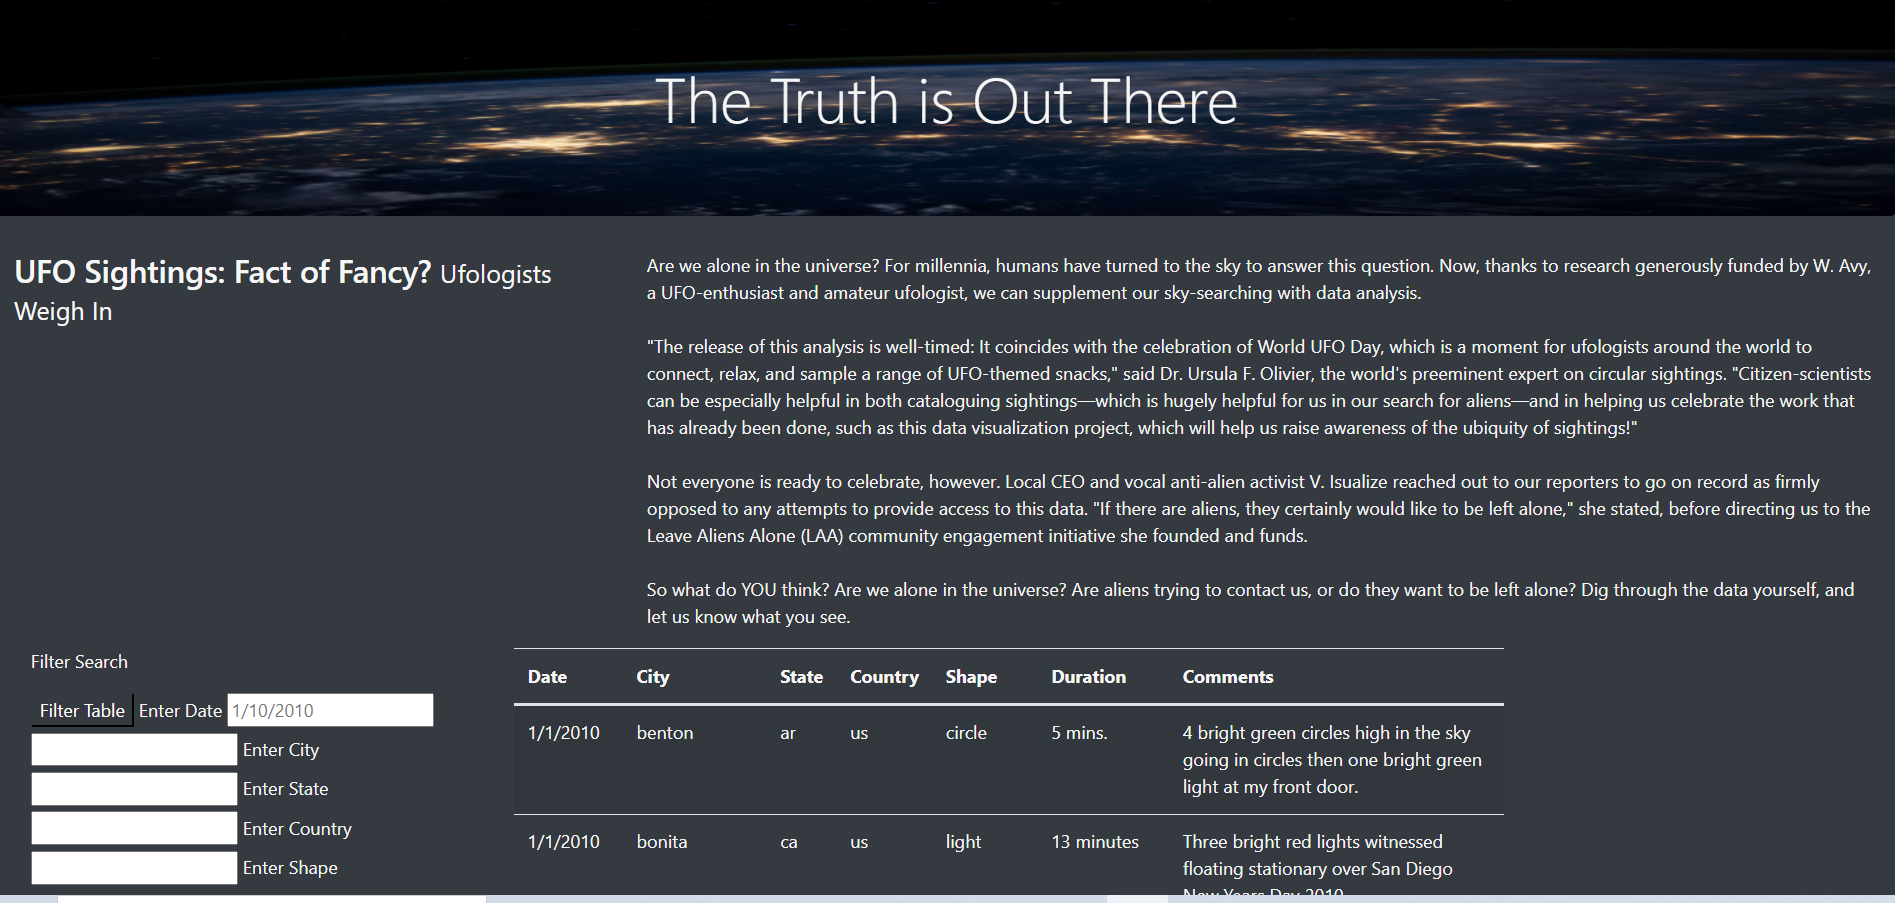 The Truth is Out There
UFO Sightings: Fact of Fancy? Ufologists
Weigh In
Are we alone in the universe? For millennia, humans have turned to the sky to answer this question. Now, thanks to research generously funded by W. Avy,
a UFO-enthusiast and amateur ufologist, we can supplement our sky-searching with data analysis.
"The release of this analysis is well-timed: It coincides with the celebration of World UFO Day, which is a moment for ufologists around the world to
connect, relax, and sample a range of UFO-themed snacks," said Dr. Ursula F. Olivier, the world's preeminent expert on circular sightings. "Citizen-scientists
can be especially helpful in both cataloguing sightings—which is hugely helpful for us in our search for aliens—and in helping us celebrate the work that
has already been done, such as this data visualization project, which will help us raise awareness of the ubiquity of sightings!"
Not everyone is ready to celebrate, however. Local CEO and vocal anti-alien activist V. Isualize reached out to our reporters to go on record as firmly
opposed to any attempts to provide access to this data. "If there are aliens, they certainly would like to be left alone," she stated, before directing us to the
Leave Aliens Alone (LAA) community engagement initiative she founded and funds.
So what do YOU think? Are we alone in the universe? Are aliens trying to contact us, or do they want to be left alone? Dig through the data yourself, and
let us know what you see.
Filter Search
Filter Table Enter Date 1/10/2010
Enter City
Enter State
Enter Country
Enter Shape
Date City State Country Shape Duration Comments
1/1/2010 benton ar us circle 5 mins. 4 bright green circles high in the sky
going in circles then one bright green
light at my front door.
1/1/2010 bonita ca us light 13 minutes Three bright red lights witnessed
floating stationary over San Diego
New Years Day 2010